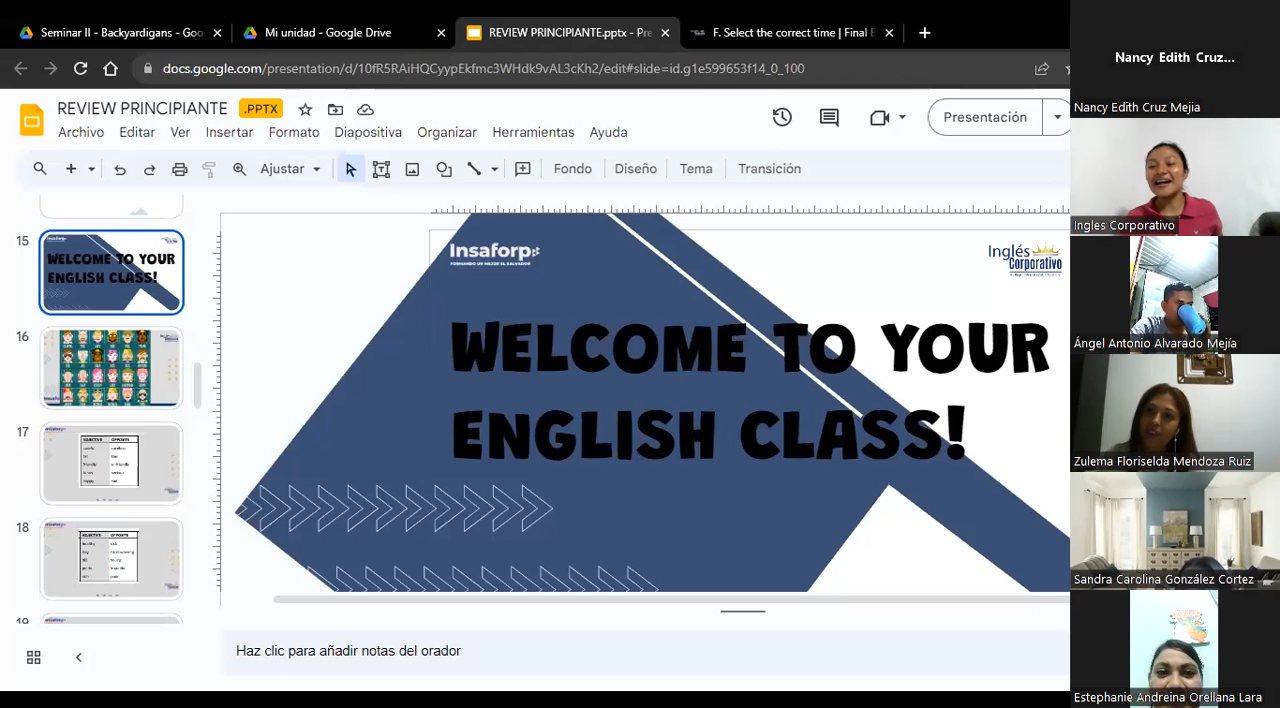 Seminar II - Backyardigans - Goo
Mi unidad - Google Drive
REVIEW PRINCIPIANTE.pptx - Pre
F. Select the correct time | Final E
docs.google.com/presentation/d/10fR5RAiHQCyypEkfmc3WHdk9vAL3cKh2/edit#slide=id.g1e599653f14_0_100
REVIEW PRINCIPIANTE .PPTX
Archivo Editar Ver Insertar Formato Diapositiva Organizar Herramientas Ayuda
Presentación
Ajustar
Fondo Diseño Tema Transición
15
WELCOME TO YOUR
ENGLISH CLASS!
16
17
ADJECTIVE OPPOSITE
18
ADJECTIVE OPPOSITE
19
Insaforp
FORMANDO UN MEJOR EL SALVADOR
Inglés
Corporativo
WELCOME TO YOUR
ENGLISH CLASS!
Haz clic para añadir notas del orador
Nancy Edith Cruz...
Nancy Edith Cruz Mejia
Ingles Corporativo
Ángel Antonio Alvarado Mejía
Zulema Floriselda Mendoza Ruiz
Sandra Carolina González Cortez
Estephanie Andreina Orellana Lara